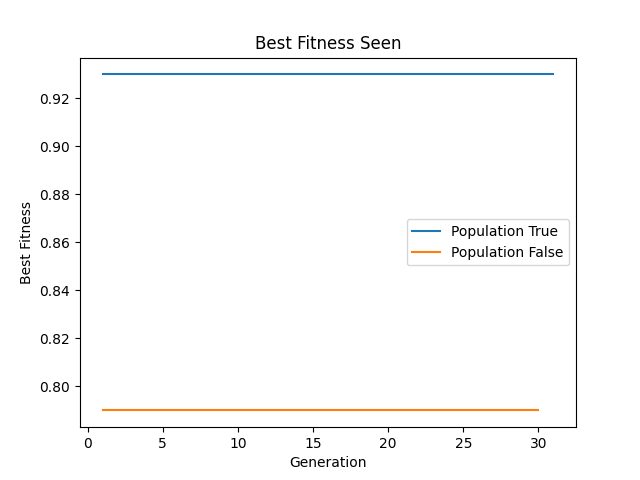 Best Fitness Seen
0.92
0.90
0.88
0.86
0.84
0.82
0.80
Best Fitness
Population True
Population False
0 5 10 15 20 25 30
Generation